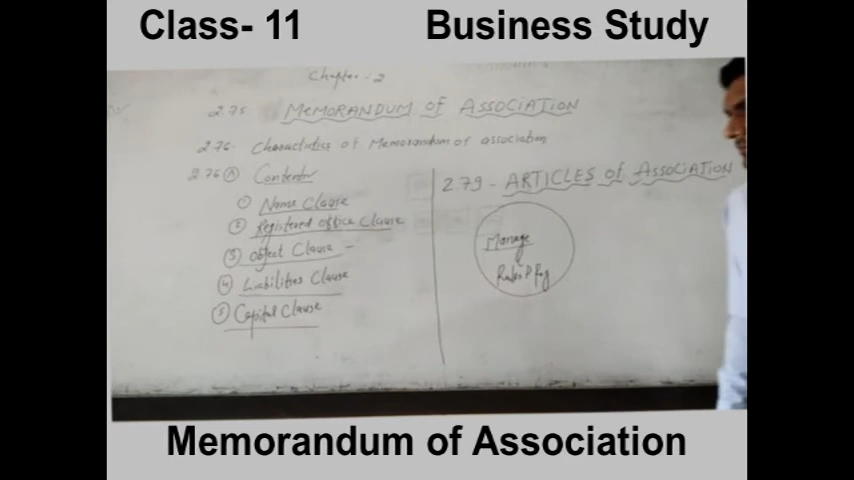 Class- 11 Business Study
Chapter - 2
2.75 MEMORANDUM of ASSOCIATION
2.76. Characteristics of Memorandum of association
2.76 (A) Contents
① Name Clause
② Registered office Clause
③ Object Clause -
④ Liabilities Clause
⑤ Capital Clause
2.79 - ARTICLES of ASSOCIATION
Manage
Memorandum of Association